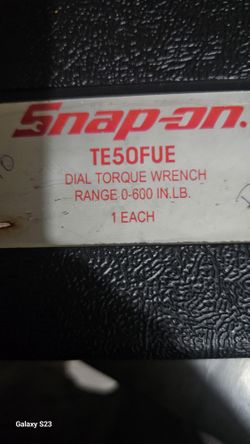 Snap-on.
TE50FUE
DIAL TORQUE WRENCH
RANGE 0-600 IN.LB.
1 EACH
Galaxy S23